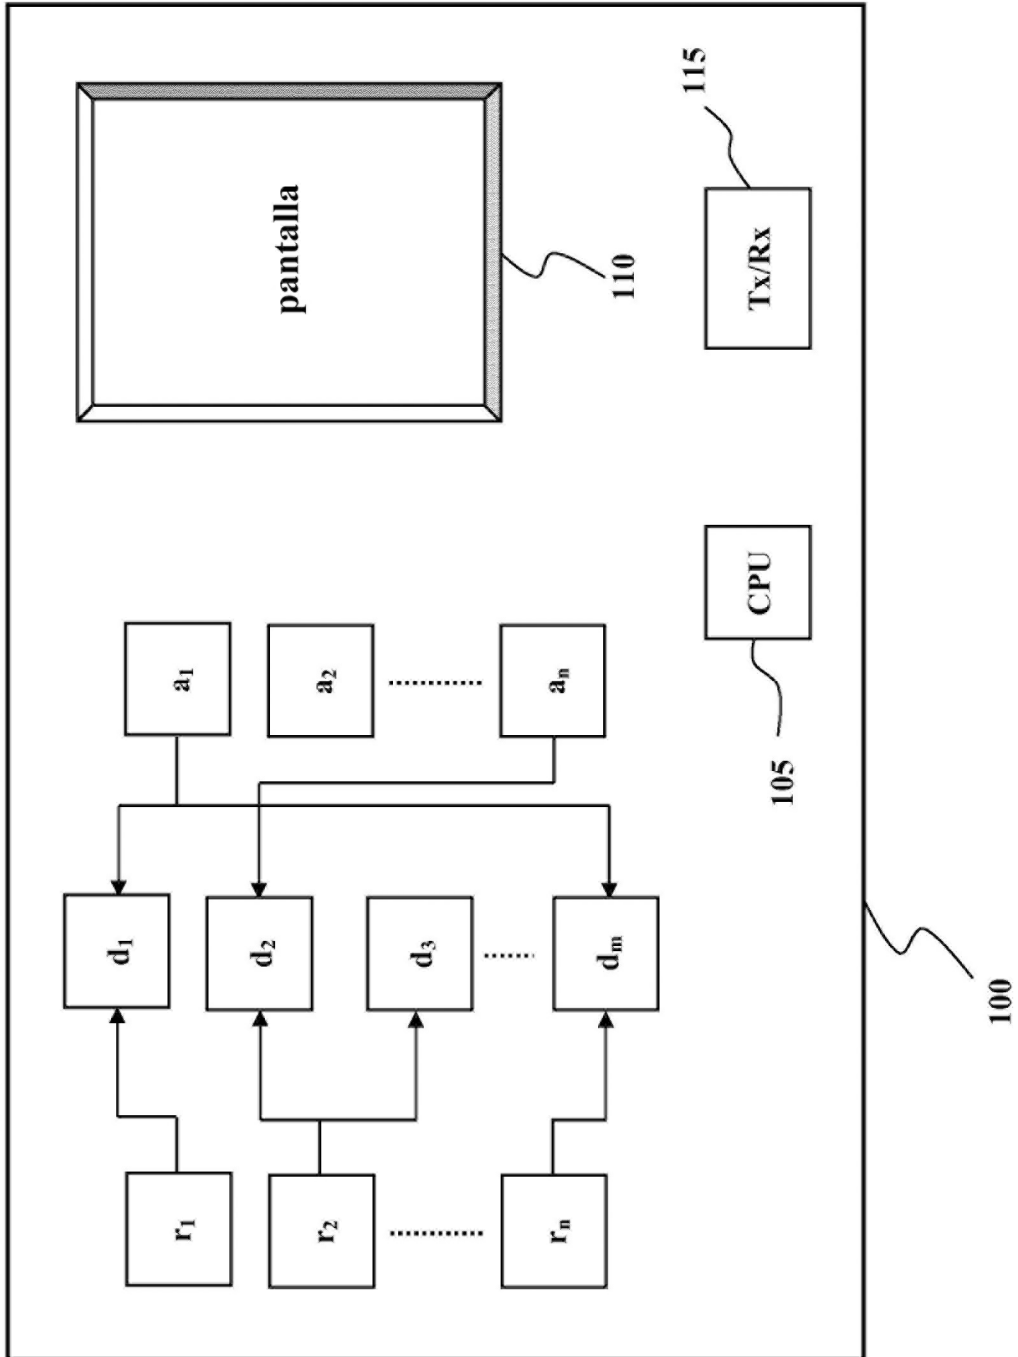 r₁
r₂
rₙ
d₁
d₂
d₃
dₘ
a₁
a₂
aₙ
pantalla
110
CPU
105
Tx/Rx
115
100